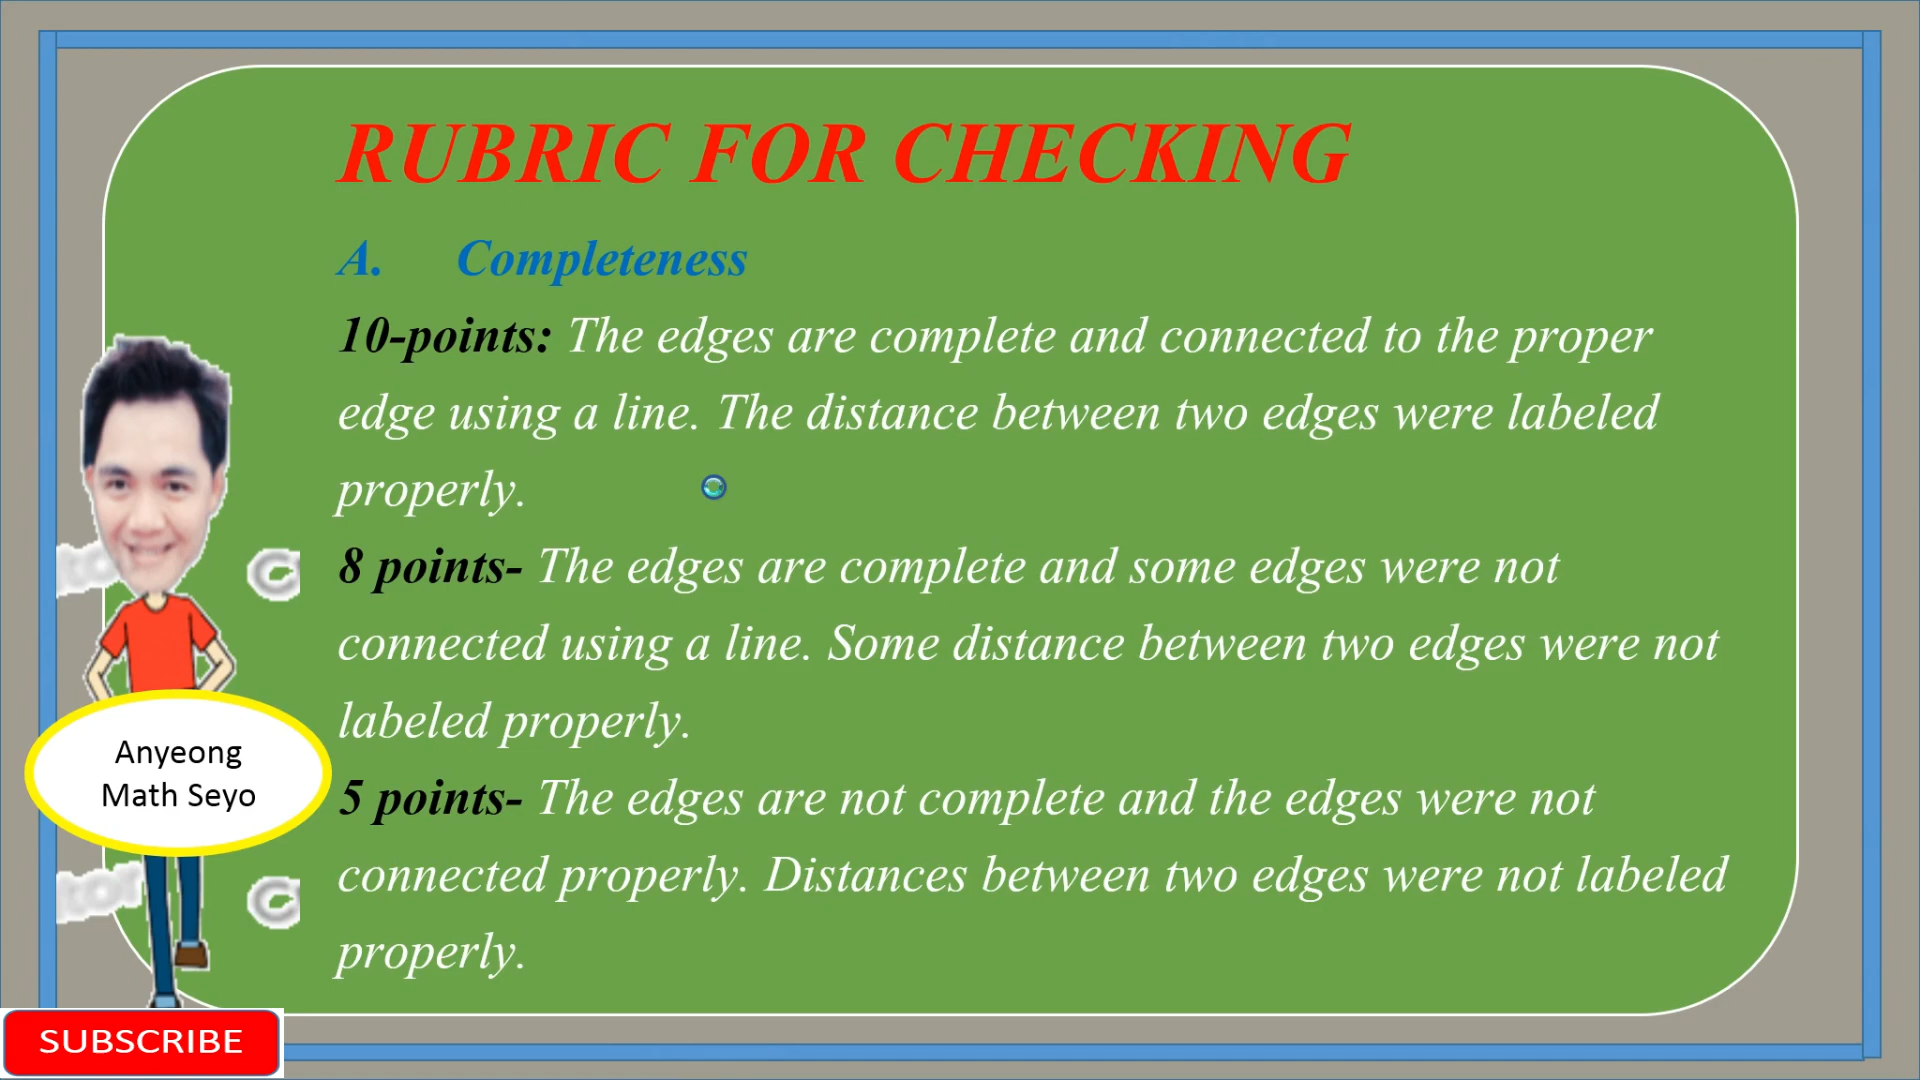 RUBRIC FOR CHECKING
A. Completeness
10-points: The edges are complete and connected to the proper
edge using a line. The distance between two edges were labeled
properly.
8 points- The edges are complete and some edges were not
connected using a line. Some distance between two edges were not
labeled properly.
5 points- The edges are not complete and the edges were not
connected properly. Distances between two edges were not labeled
properly.
Anyeong
Math Seyo
SUBSCRIBE